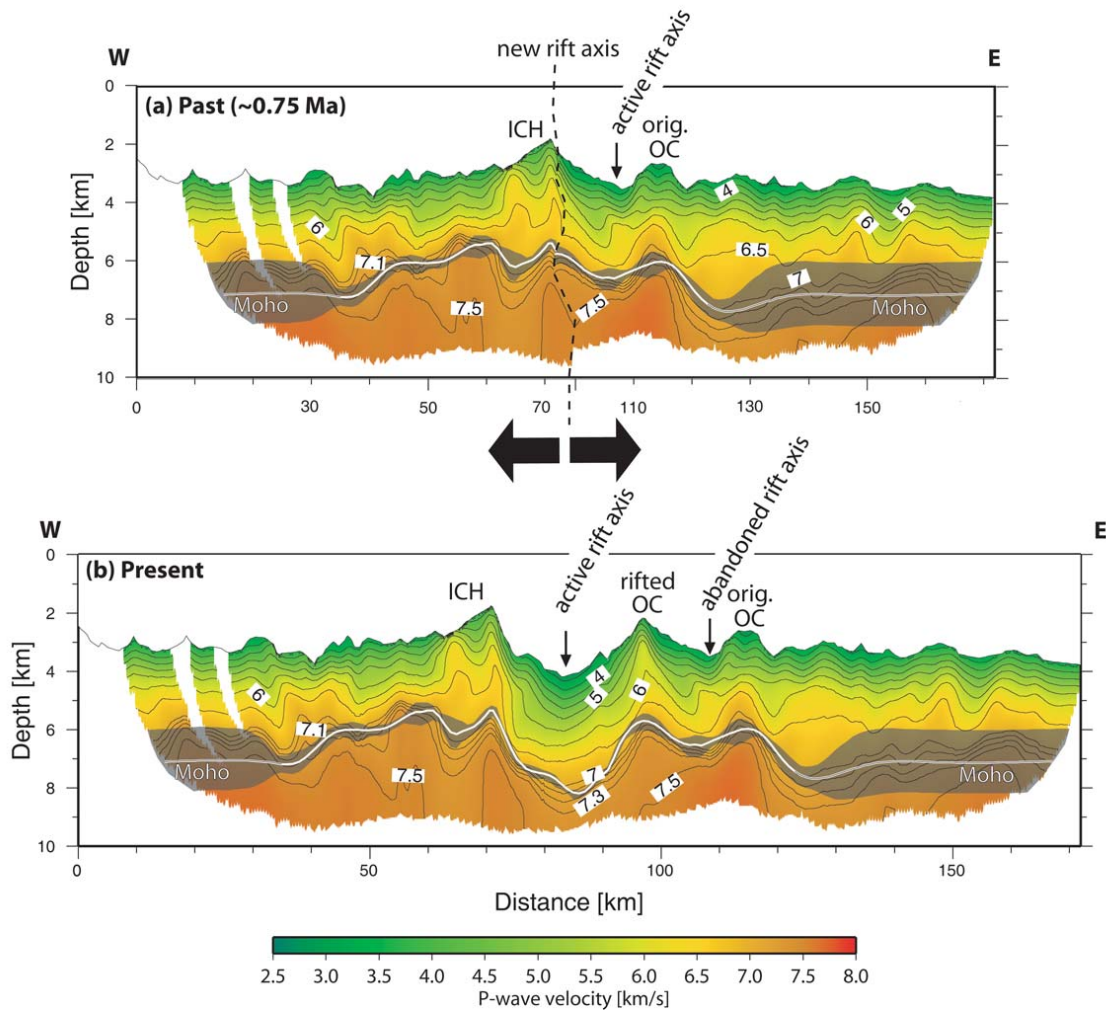 W
new rift axis
active rift axis
E
(a) Past (~0.75 Ma)
ICH
orig.
OC
0
2
4
6
8
10
Depth [km]
4
6
6
5
6.5
7.1
7
7.5
7.5
Moho
Moho
0
30
50
70
110
130
150
W
active rift axis
abandoned rift axis
E
(b) Present
ICH
rifted
OC
orig.
OC
0
2
4
6
8
10
Depth [km]
4
5
6
6
7.1
7
7.5
7.3
7.5
Moho
Moho
0
50
100
150
Distance [km]
2.5 3.0 3.5 4.0 4.5 5.0 5.5 6.0 6.5 7.0 7.5 8.0
P-wave velocity [km/s]